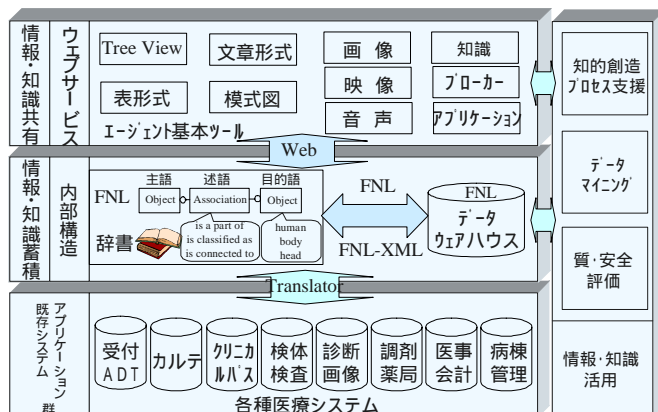 情報・知識共有
ウェブサービス
Tree View
文章形式
画 像
知識
表形式
模式図
映 像
ブローカー
音 声
アプリケーション
エージェント基本ツール
Web
情報・知識蓄積
内部構造
FNL
主語
述語
目的語
Object
Association
Object
辞書
is a part of
is classified as
is connected to
human
body
head
FNL
FNL-XML
FNL
データ
ウェアハウス
Translator
既存システム
アプリケーション
群
受付
ADT
カルテ
クリニカ
ルパス
検体
検査
診断
画像
調剤
薬局
医事
会計
病棟
管理
各種医療システム
知的創造
プロセス支援
データ
マイニング
質・安全
評価
情報・知識
活用